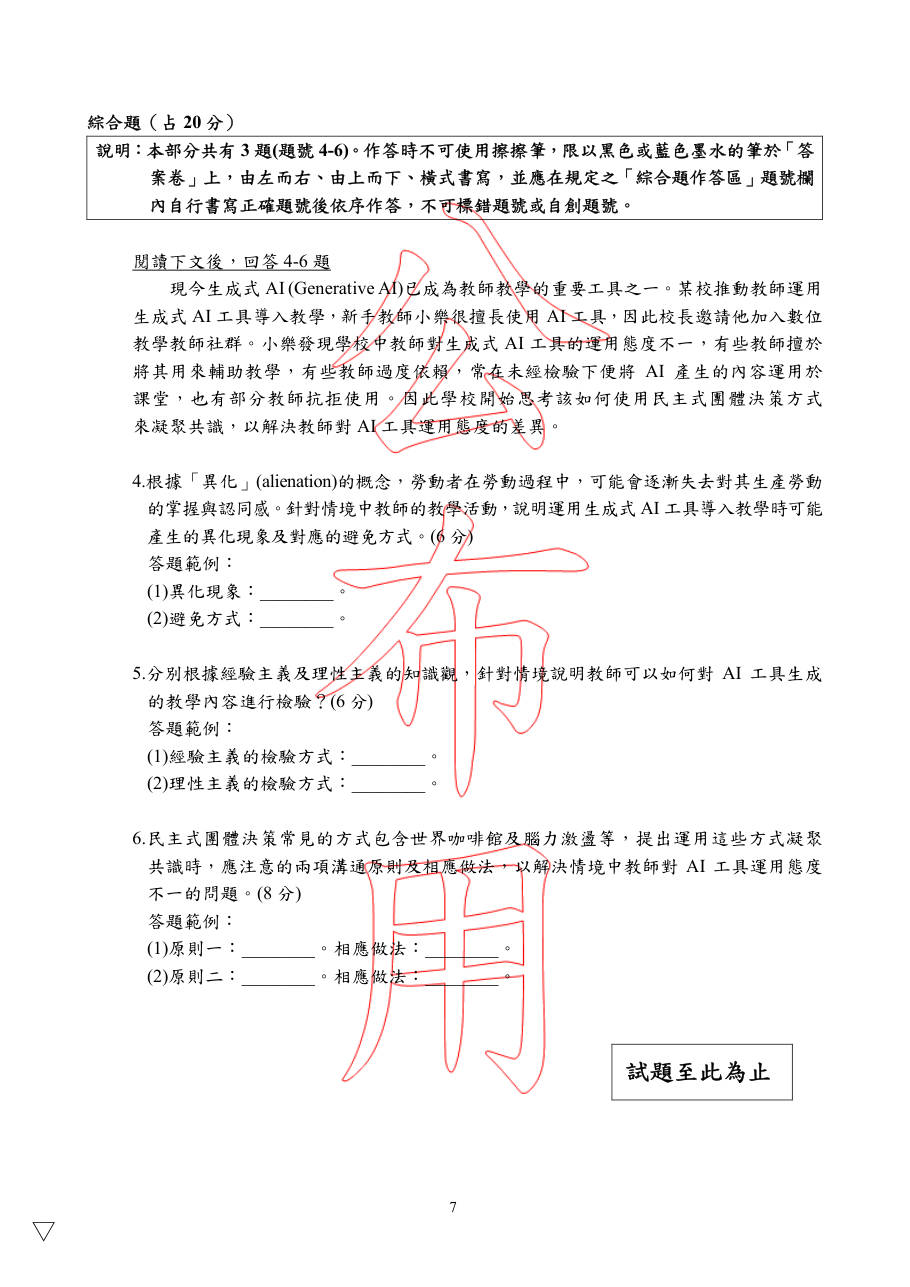 綜合題（占 20 分）
說明：本部分共有 3 題(題號 4-6)。作答時不可使用擦擦筆，限以黑色或藍色墨水的筆於「答
案卷」上，由左而右、由上而下、橫式書寫，並應在規定之「綜合題作答區」題號欄
內自行書寫正確題號後依序作答，不可標錯題號或自創題號。
閱讀下文後，回答 4-6 題
現今生成式 AI (Generative AI)已成為教師教學的重要工具之一。某校推動教師運用
生成式 AI 工具導入教學，新手教師小樂很擅長使用 AI 工具，因此校長邀請他加入數位
教學教師社群。小樂發現學校中教師對生成式 AI 工具的運用態度不一，有些教師擅於
將其用來輔助教學，有些教師過度依賴，常在未經檢驗下便將 AI 產生的內容運用於
課堂，也有部分教師抗拒使用。因此學校開始思考該如何使用民主式團體決策方式
來凝聚共識，以解決教師對 AI 工具運用態度的差異。
4.根據「異化」(alienation)的概念，勞動者在勞動過程中，可能會逐漸失去對其生產勞動
的掌握與認同感。針對情境中教師的教學活動，說明運用生成式 AI 工具導入教學時可能
產生的異化現象及對應的避免方式。(6 分)
答題範例：
(1)異化現象：________。
(2)避免方式：________。
5.分別根據經驗主義及理性主義的知識觀，針對情境說明教師可以如何對 AI 工具生成
的教學內容進行檢驗？(6 分)
答題範例：
(1)經驗主義的檢驗方式：________。
(2)理性主義的檢驗方式：________。
6.民主式團體決策常見的方式包含世界咖啡館及腦力激盪等，提出運用這些方式凝聚
共識時，應注意的兩項溝通原則及相應做法，以解決情境中教師對 AI 工具運用態度
不一的問題。(8 分)
答題範例：
(1)原則一：________。相應做法：________。
(2)原則二：________。相應做法：________。
試題至此為止
7
公布用